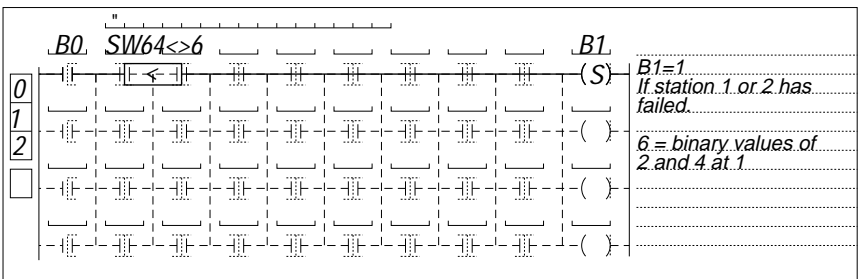 "
B0 SW64<>6 B1
< (S)
0
1
2
B1=1
If station 1 or 2 has
failed.
6 = binary values of
2 and 4 at 1